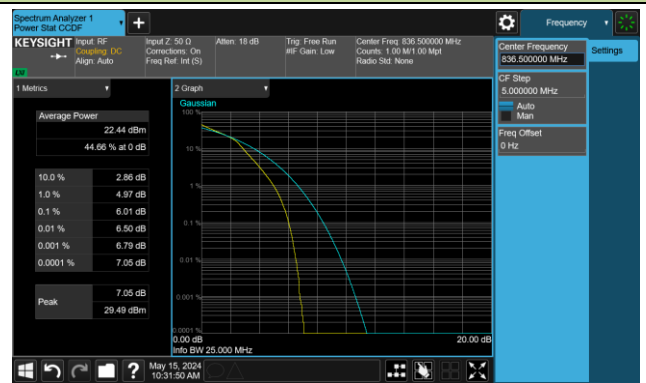 Spectrum Analyzer 1
Power Stat CCDF
Frequency
KEYSIGHT
Input: RF
Coupling: DC
Align: Auto
Input Z: 50 Ω
Corrections: On
Freq Ref: Int (S)
Atten: 18 dB
Trig: Free Run
#IF Gain: Low
Center Freq: 836.500000 MHz
Counts: 1.00 M/1.00 Mpt
Radio Std: None
Center Frequency
836.500000 MHz
Settings
CF Step
5.000000 MHz
Auto
Man
Freq Offset
0 Hz
1 Metrics
Average Power
22.44 dBm
44.66 % at 0 dB
10.0 % 2.86 dB
1.0 % 4.97 dB
0.1 % 6.01 dB
0.01 % 6.50 dB
0.001 % 6.79 dB
0.0001 % 7.05 dB
Peak
7.05 dB
29.49 dBm
2 Graph
Gaussian
100 %
10 %
1 %
0.1 %
0.01 %
0.001 %
0.0001 %
0.00 dB
20.00 dB
Info BW 25.000 MHz
?
May 15, 2024
10:31:50 AM